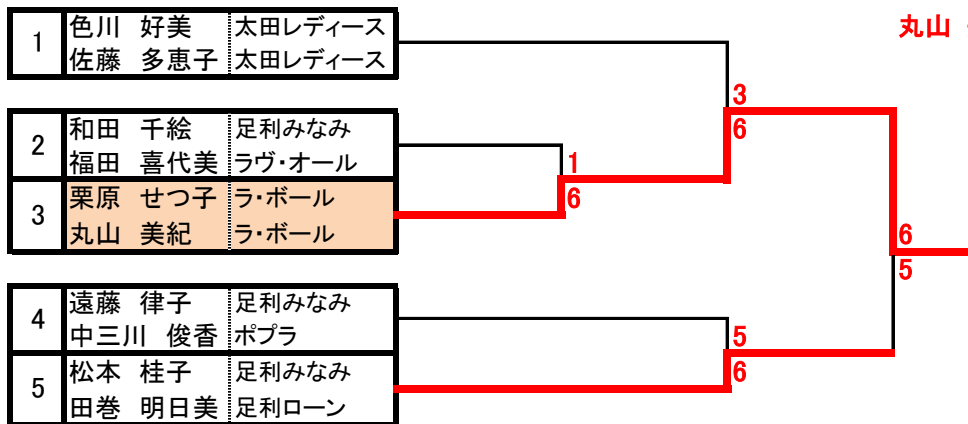 1 色川 好美 太田レディース
佐藤 多恵子 太田レディース
丸山
3
6
2 和田 千絵 足利みなみ
福田 喜代美 ラヴ・オール
1
6
3 栗原 せつ子 ラ・ボール
丸山 美紀 ラ・ボール
6
5
4 遠藤 律子 足利みなみ
中三川 俊香 ポプラ
5
6
5 松本 桂子 足利みなみ
田巻 明日美 足利ローン